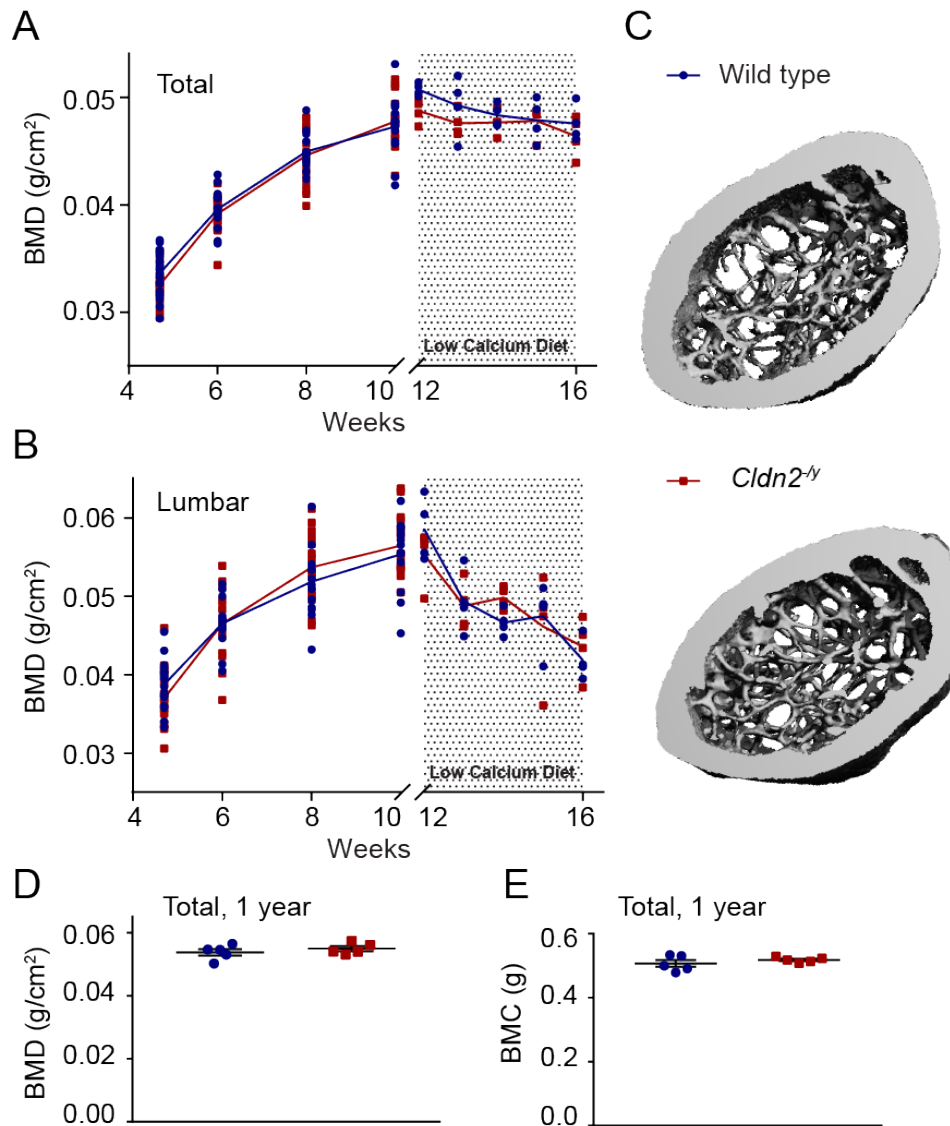 A
Total
BMD (g/cm²)
0.05
0.04
0.03
Low Calcium Diet
4
6
8
10
12
14
16
Weeks
B
Lumbar
BMD (g/cm²)
0.06
0.05
0.04
0.03
Low Calcium Diet
4
6
8
10
12
14
16
Weeks
C
Wild type
Cldn2-/y
D
Total, 1 year
BMD (g/cm²)
0.06
0.04
0.02
0.00
E
Total, 1 year
BMC (g)
0.6
0.4
0.2
0.0